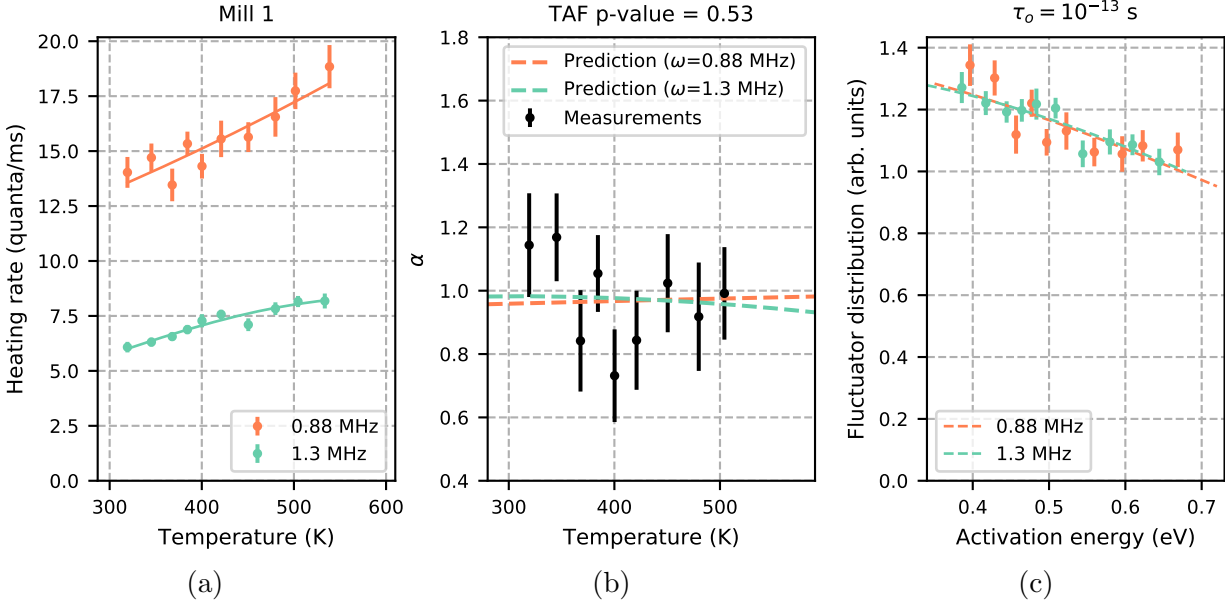 Mill 1
20.0
17.5
15.0
12.5
10.0
7.5
5.0
2.5
0.0
300
400
500
600
Heating rate (quanta/ms)
Temperature (K)
0.88 MHz
1.3 MHz
(a)
TAF p-value = 0.53
1.8
1.6
1.4
1.2
1.0
0.8
0.6
0.4
300
400
500
α
Temperature (K)
Prediction (ω=0.88 MHz)
Prediction (ω=1.3 MHz)
Measurements
(b)
τₒ = 10⁻¹³ s
1.4
1.2
1.0
0.8
0.6
0.4
0.2
0.0
0.4
0.5
0.6
0.7
Fluctuator distribution (arb. units)
Activation energy (eV)
0.88 MHz
1.3 MHz
(c)